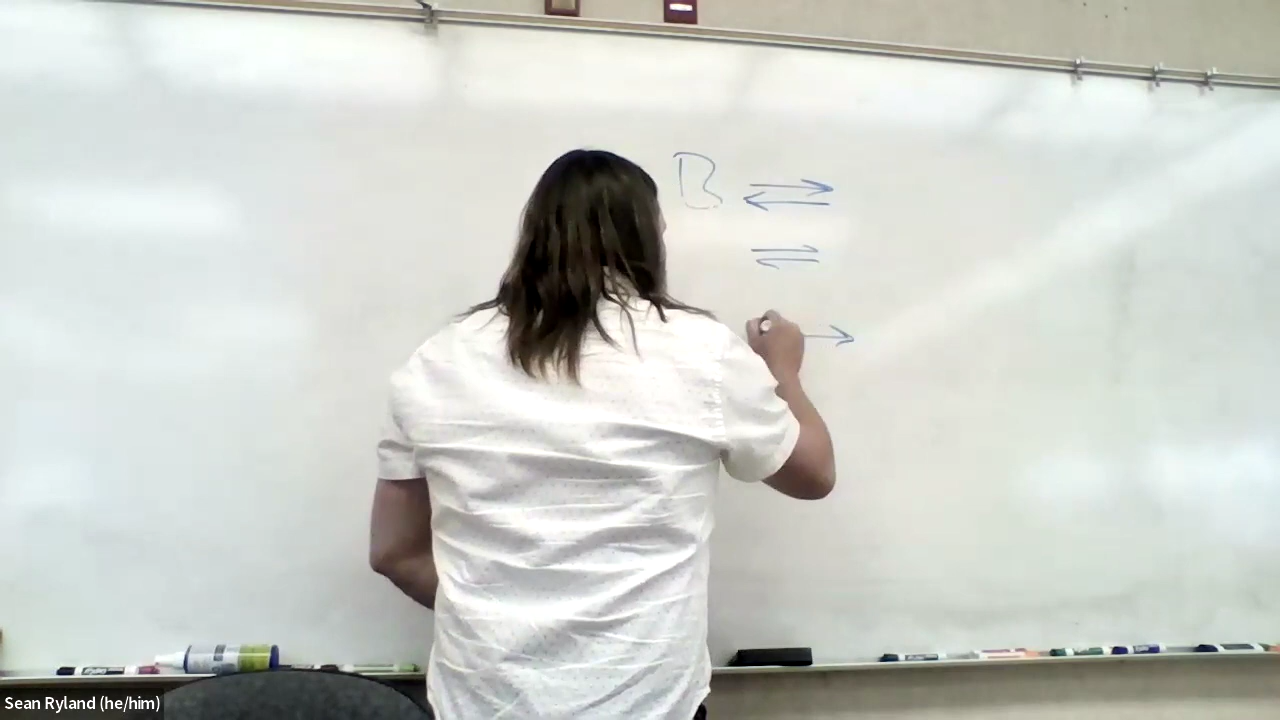 B ⇌
⇌
→
Sean Ryland (he/him)